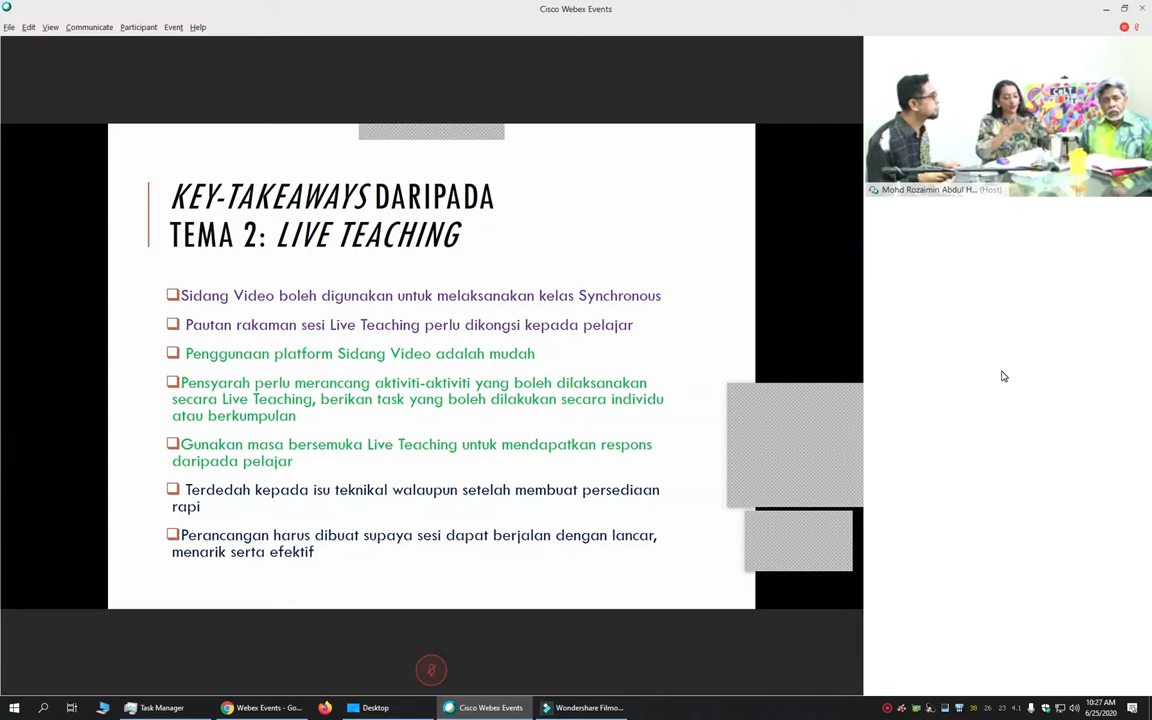 Cisco Webex Events
File Edit View Communicate Participant Event Help
KEY-TAKEAWAYS DARIPADA
TEMA 2: LIVE TEACHING
Sidang Video boleh digunakan untuk melaksanakan kelas Synchronous
Pautan rakaman sesi Live Teaching perlu dikongsi kepada pelajar
Penggunaan platform Sidang Video adalah mudah
Pensyarah perlu merancang aktiviti-aktiviti yang boleh dilaksanakan
secara Live Teaching, berikan task yang boleh dilakukan secara individu
atau berkumpulan
Gunakan masa bersemuka Live Teaching untuk mendapatkan respons
daripada pelajar
Terdedah kepada isu teknikal walaupun setelah membuat persediaan
rapi
Perancangan harus dibuat supaya sesi dapat berjalan dengan lancar,
menarik serta efektif
Mohd Rozaimin Abdul H... (Host)
Task Manager
Webex Events - Go...
Desktop
Cisco Webex Events
Wondershare Filmo...
38 26 23 4.1
10:27 AM
6/25/2020